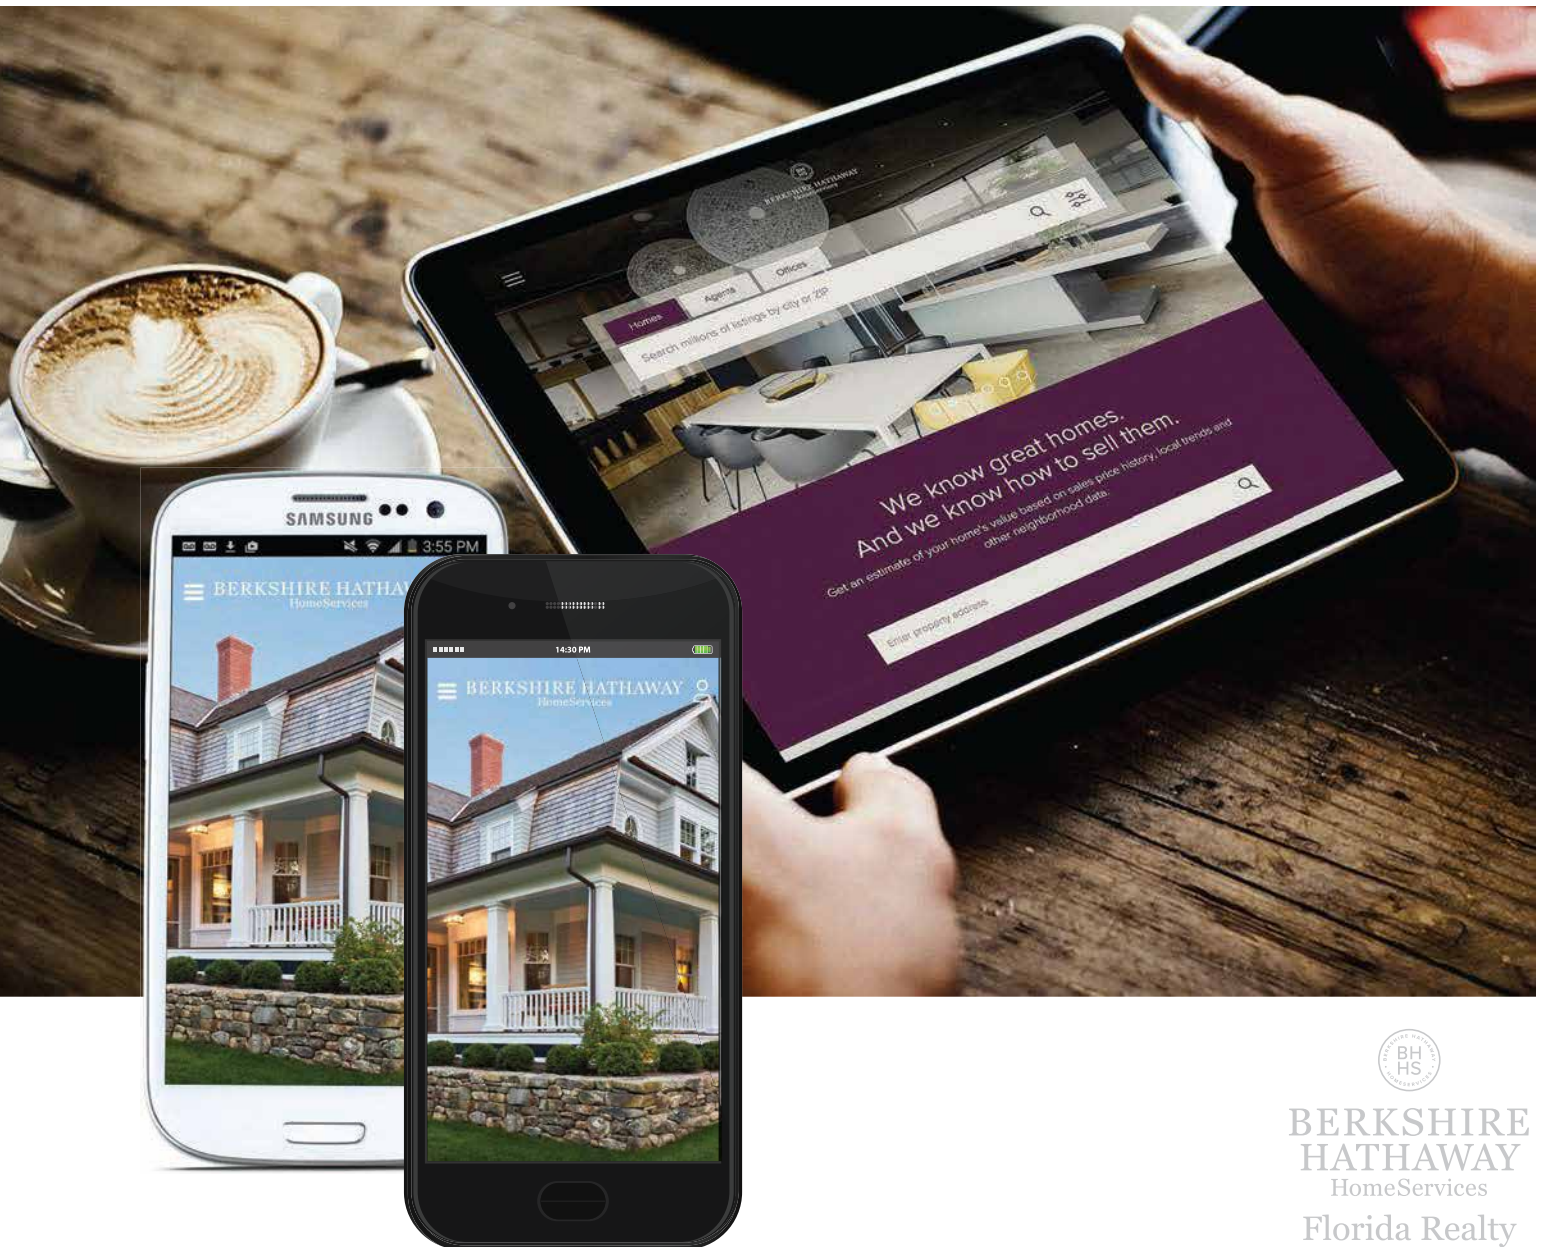 BERKSHIRE HATHAWAY
Homes
Agents
Offices
Search millions of listings by city or ZIP
We know great homes.
And we know how to sell them.
Get an estimate of your home's value based on sales price history, local trends and
other neighborhood data.
Enter property address
SAMSUNG
3:55 PM
BERKSHIRE HATHAW
HomeServices
14:30 PM
BERKSHIRE HATHAWAY
HomeServices
BH
HS
BERKSHIRE
HATHAWAY
HomeServices
Florida Realty